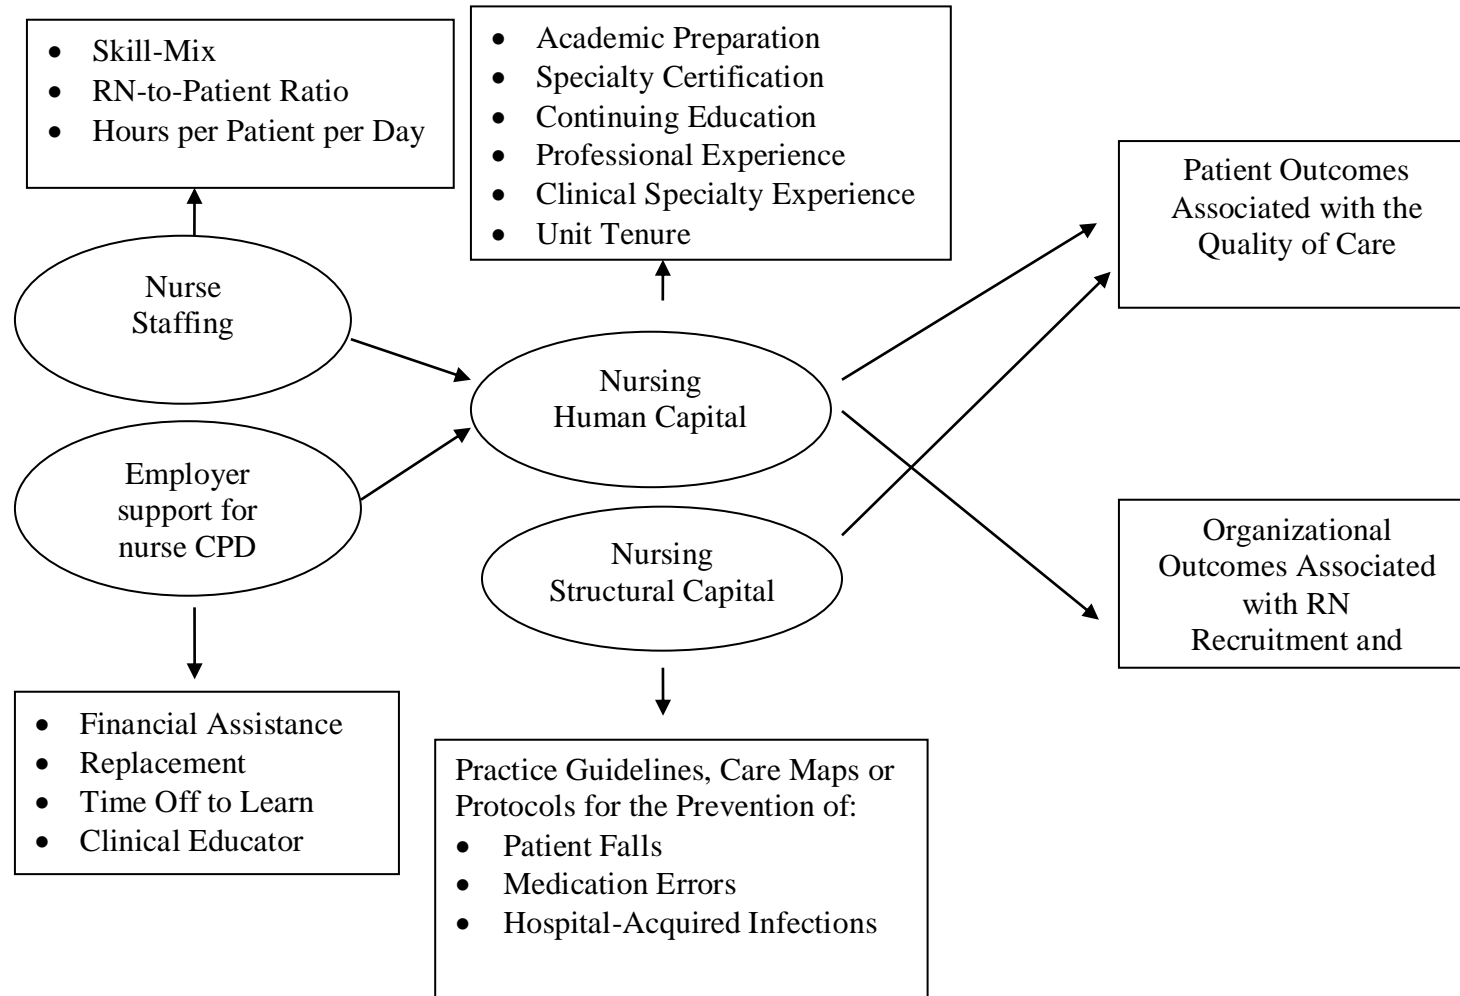 • Skill-Mix
• RN-to-Patient Ratio
• Hours per Patient per Day
• Academic Preparation
• Specialty Certification
• Continuing Education
• Professional Experience
• Clinical Specialty Experience
• Unit Tenure
Patient Outcomes
Associated with the
Quality of Care
Nurse
Staffing
Nursing
Human Capital
Employer
support for
nurse CPD
Nursing
Structural Capital
Organizational
Outcomes Associated
with RN
Recruitment and
• Financial Assistance
• Replacement
• Time Off to Learn
• Clinical Educator
Practice Guidelines, Care Maps or
Protocols for the Prevention of:
• Patient Falls
• Medication Errors
• Hospital-Acquired Infections